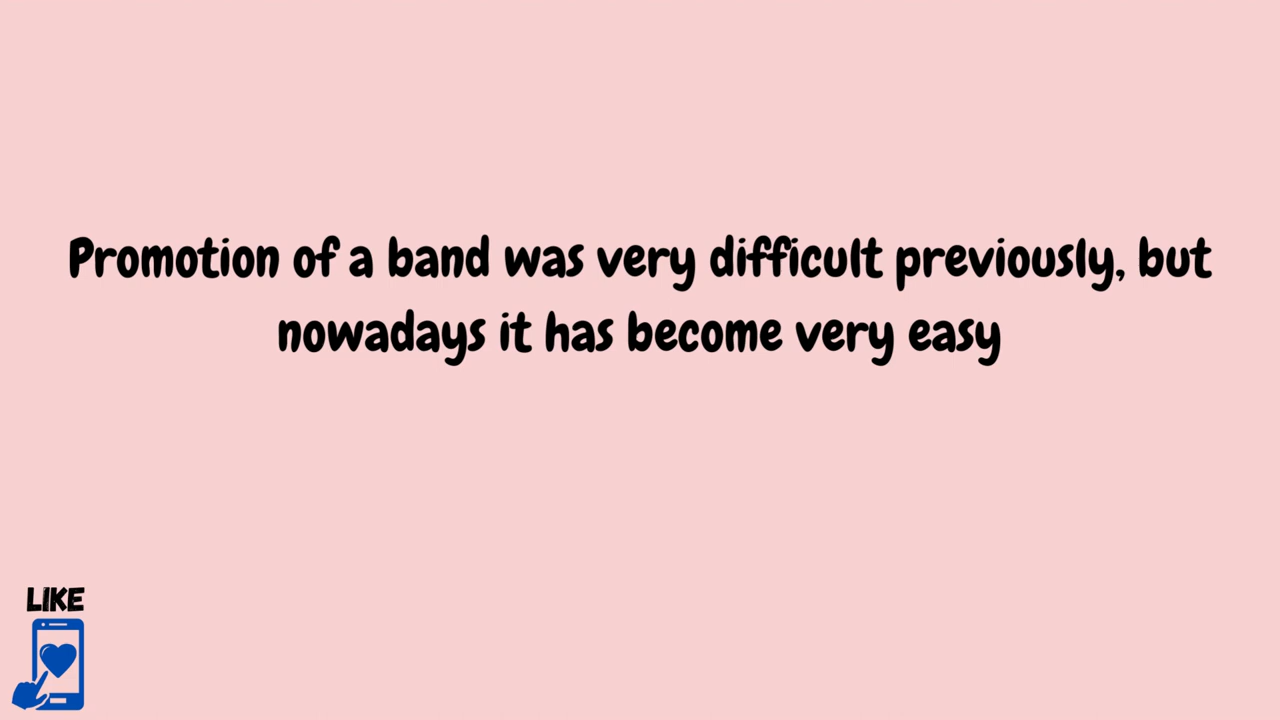 Promotion of a band was very difficult previously, but
nowadays it has become very easy
LIKE